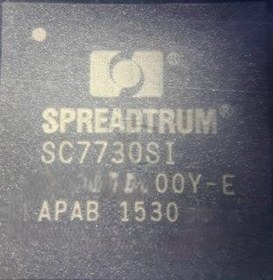 SPREADTRUM®
SC7730SI
00Y-E
APAB 1530